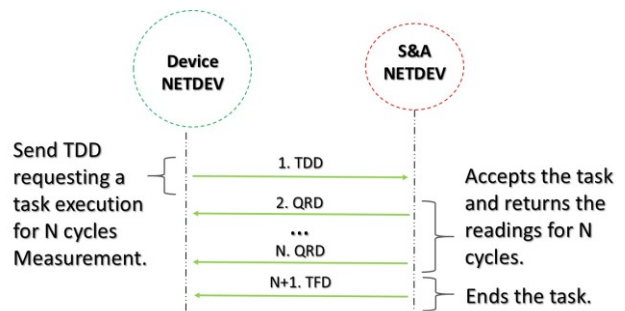 Device
NETDEV
S&A
NETDEV
Send TDD
requesting a
task execution
for N cycles
Measurement.
1. TDD
2. QRD
...
N. QRD
N+1. TFD
Accepts the task
and returns the
readings for N
cycles.
Ends the task.